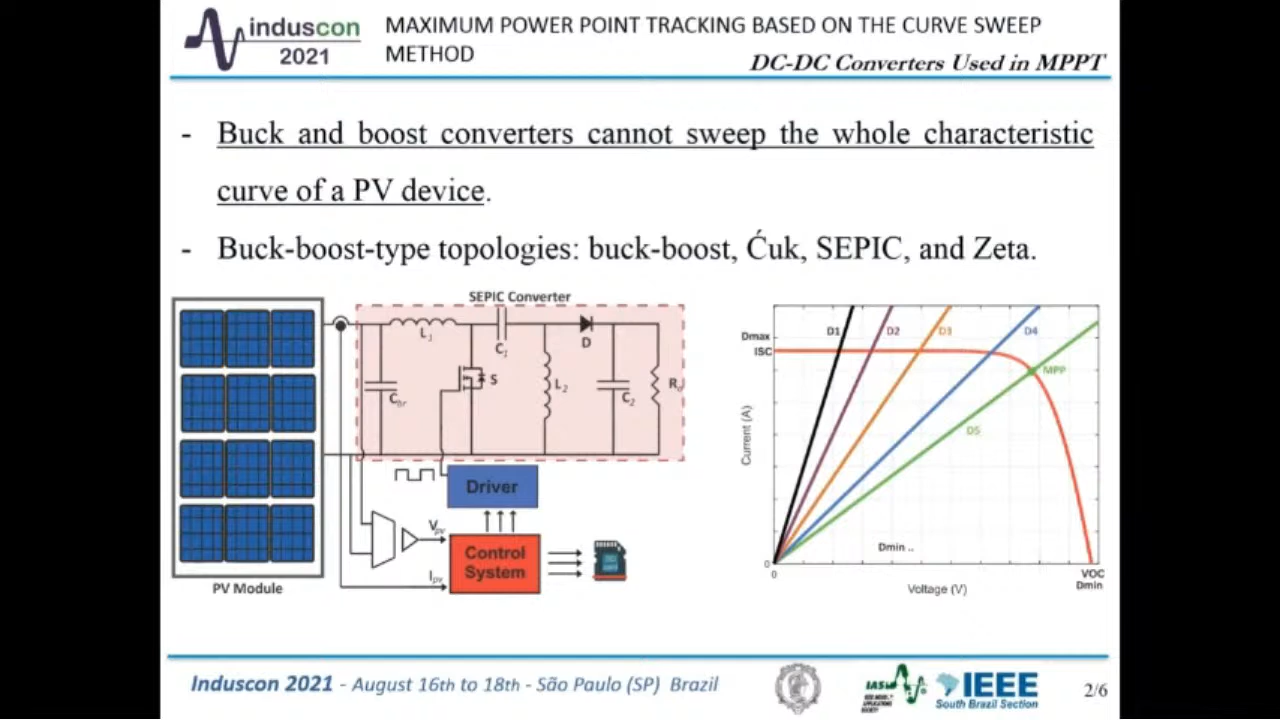 induscon
2021
MAXIMUM POWER POINT TRACKING BASED ON THE CURVE SWEEP
METHOD
DC-DC Converters Used in MPPT
- Buck and boost converters cannot sweep the whole characteristic
curve of a PV device.
- Buck-boost-type topologies: buck-boost, Ćuk, SEPIC, and Zeta.
SEPIC Converter
L1
C1
D
S
L2
C2
Driver
Vpv
Control
System
Ipv
PV Module
Dmax
ISC
D1
D2
D3
D4
MPP
D5
Current (A)
Dmin ..
0
0
VOC
Dmin
Voltage (V)
Induscon 2021 - August 16th to 18th - São Paulo (SP) Brazil
IAS
IEEE
South Brazil Section
2/6